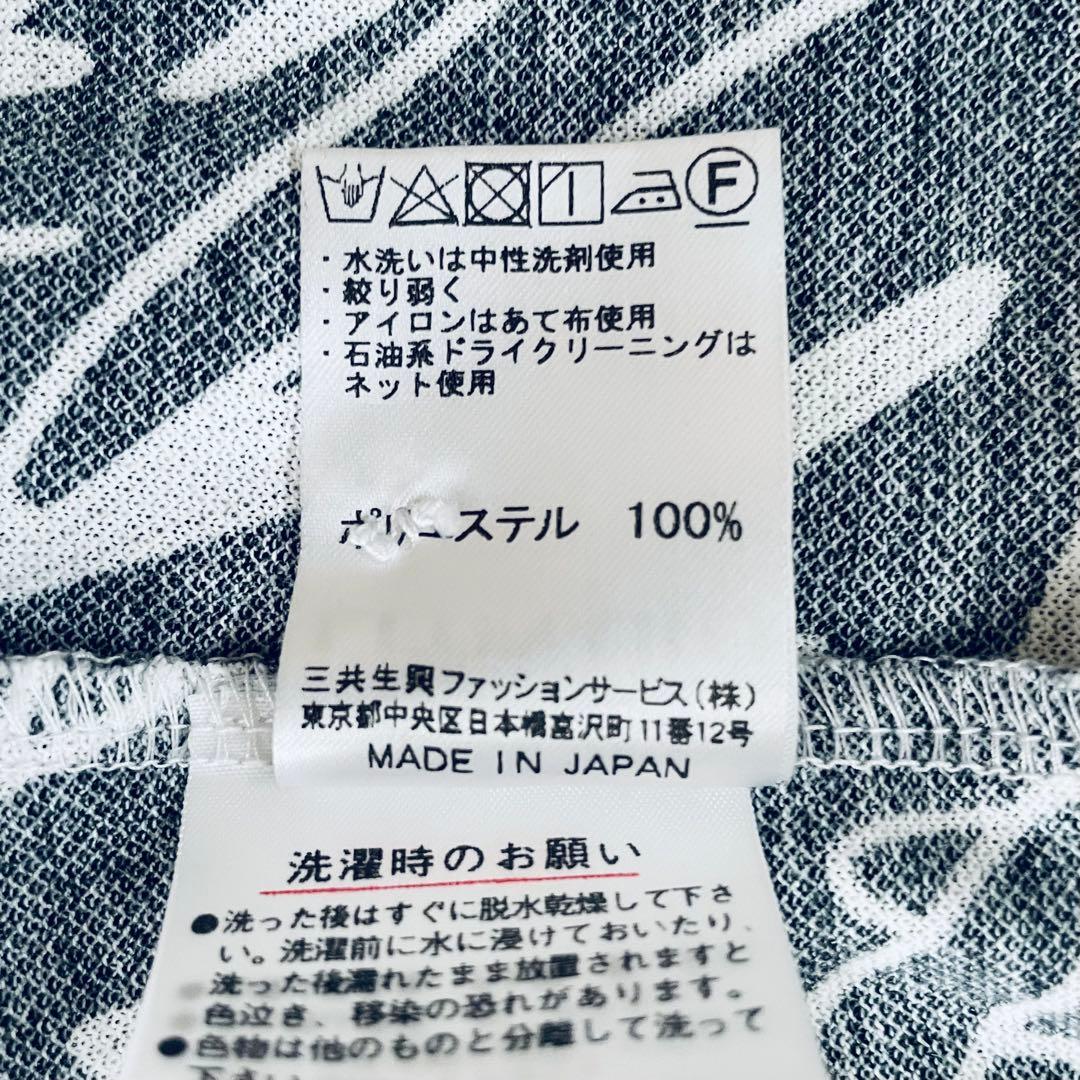 F
・水洗いは中性洗剤使用
・絞り弱く
・アイロンはあて布使用
・石油系ドライクリーニングは
ネット使用
ポリエステル 100%
三共生興ファッションサービス(株)
東京都中央区日本橋富沢町11番12号
MADE IN JAPAN
洗濯時のお願い
●洗った後はすぐに脱水乾燥して下さ
い。洗濯前に水に浸けておいたり、
洗った後濡れたまま放置されますと
色泣き、移染の恐れがあります。
●色物は他のものと分離して洗って
下さい。